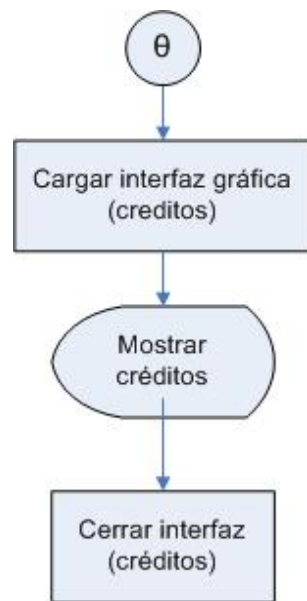 θ
Cargar interfaz gráfica
(creditos)
Mostrar
créditos
Cerrar interfaz
(créditos)